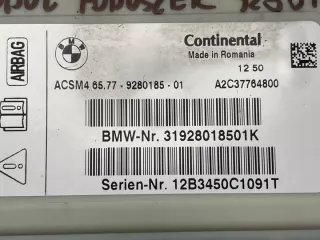 BMW
Continental
Made in Romania
AIRBAG
12 50
ACSM4 65.77 - 9280185 - 01 A2C37764800
BMW-Nr. 31928018501K
Serien-Nr. 12B3450C1091T